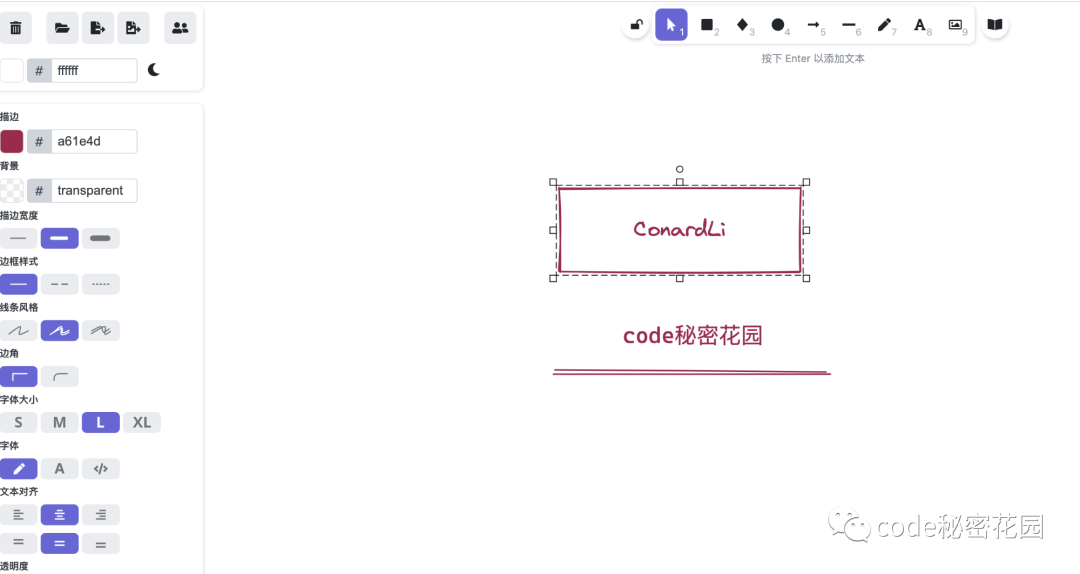 1 2 3 4 5 6 7 A 8 9
# ffffff
按下 Enter 以添加文本
描边
# a61e4d
背景
# transparent
描边宽度
边框样式
线条风格
边角
字体大小
S M L XL
字体
A </>
文本对齐
透明度
ConardLi
code秘密花园
code秘密花园